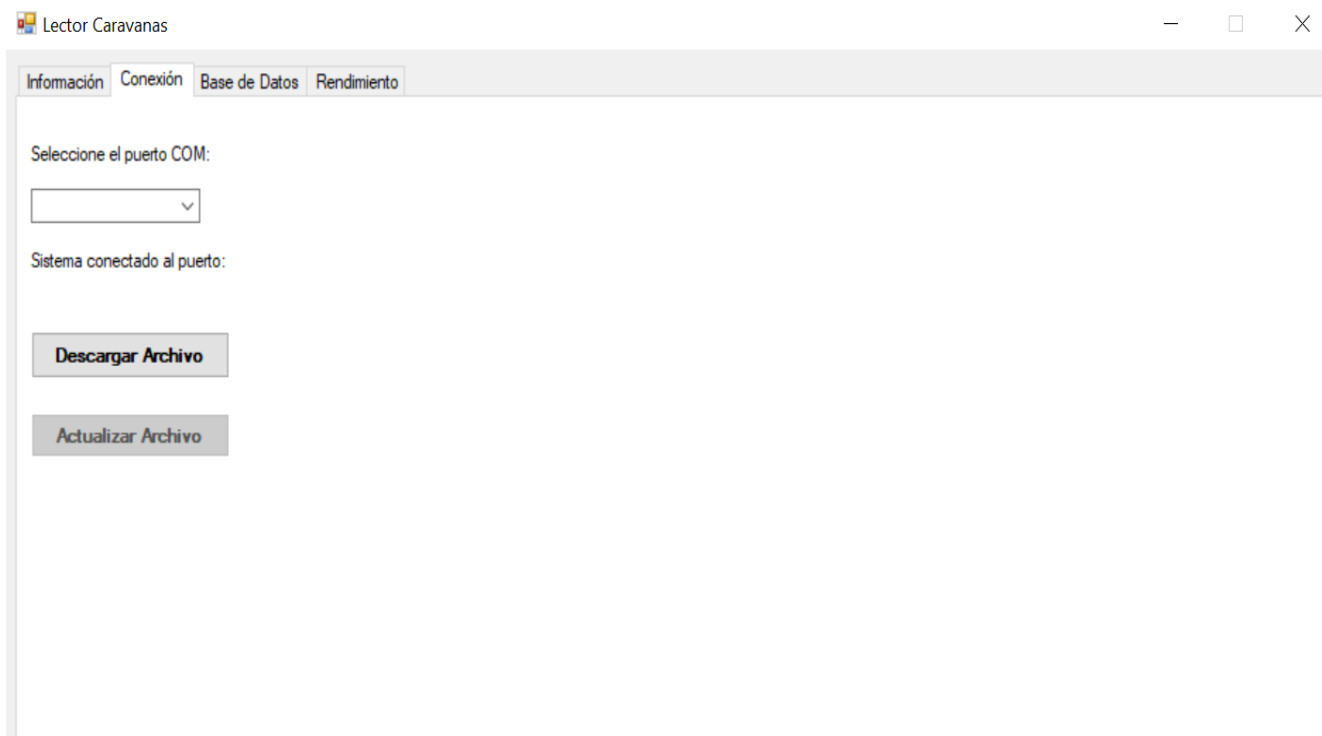 Lector Caravanas
Información Conexión Base de Datos Rendimiento
Seleccione el puerto COM:
Sistema conectado al puerto:
Descargar Archivo
Actualizar Archivo